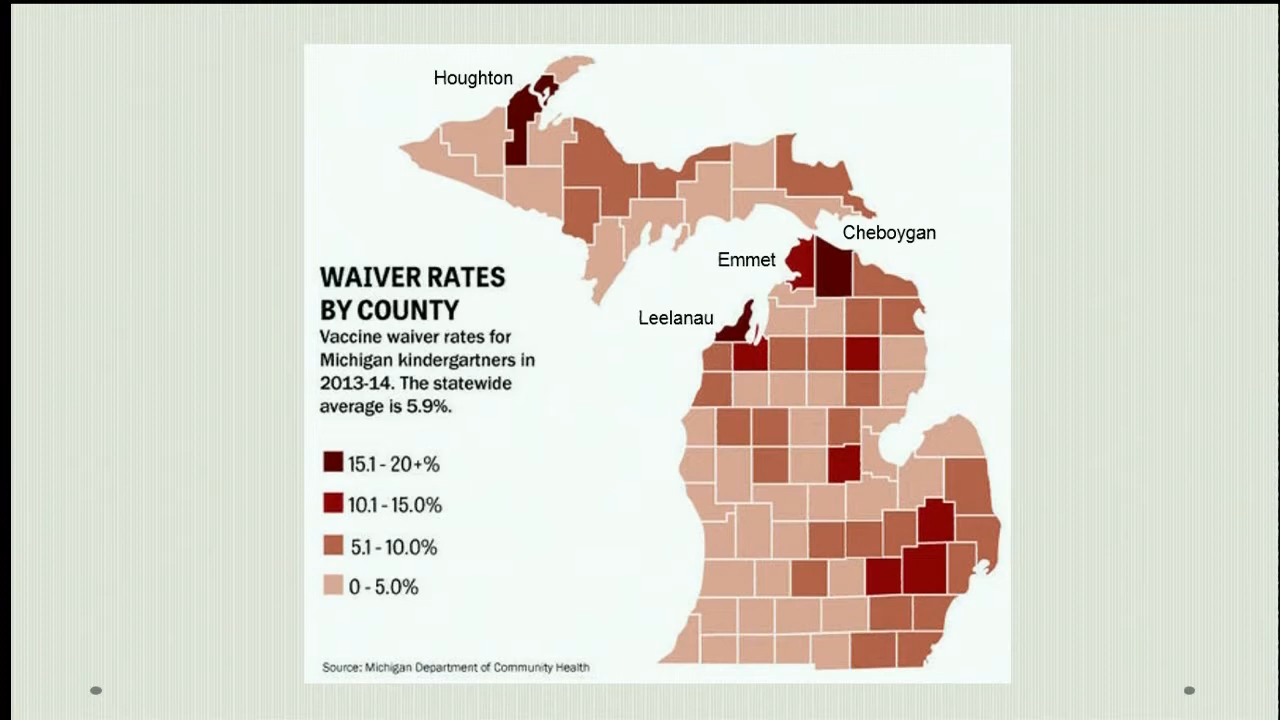 Houghton
Cheboygan
Emmet
Leelanau
WAIVER RATES
BY COUNTY
Vaccine waiver rates for
Michigan kindergartners in
2013-14. The statewide
average is 5.9%.
15.1 - 20+%
10.1 - 15.0%
5.1 - 10.0%
0 - 5.0%
Source: Michigan Department of Community Health